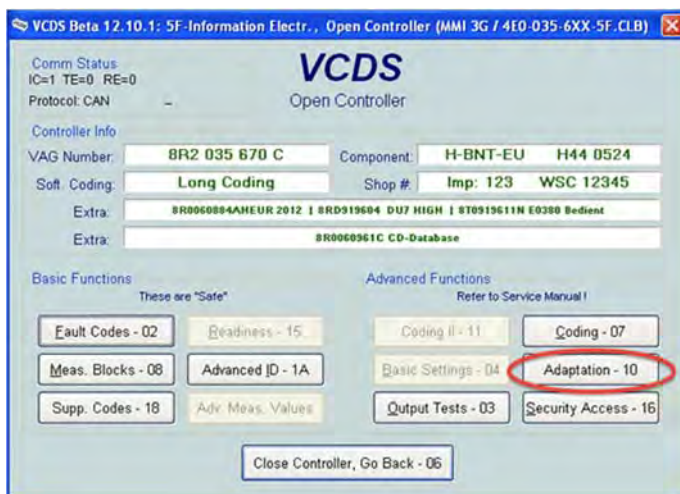 VCDS Beta 12.10.1: 5F-Information Electr., Open Controller (MMI 3G / 4E0-035-6XX-5F.CLB)
Comm Status
IC=1 TE=0 RE=0
Protocol: CAN
VCDS
Open Controller
Controller Info
VAG Number: 8R2 035 670 C Component: H-BNT-EU H44 0524
Soft. Coding: Long Coding Shop #: Imp: 123 WSC 12345
Extra: 8R0060884AHEUR 2012 | 8RD919604 DU7 HIGH | 8T0919611N E0380 Bedient
Extra: 8R0060961C CD-Database
Basic Functions Advanced Functions
These are "Safe" Refer to Service Manual !
Fault Codes - 02 Readiness - 15 Coding II - 11 Coding - 07
Meas. Blocks - 08 Advanced ID - 1A Basic Settings - 04 Adaptation - 10
Supp. Codes - 18 Adv. Meas. Values Output Tests - 03 Security Access - 16
Close Controller, Go Back - 06